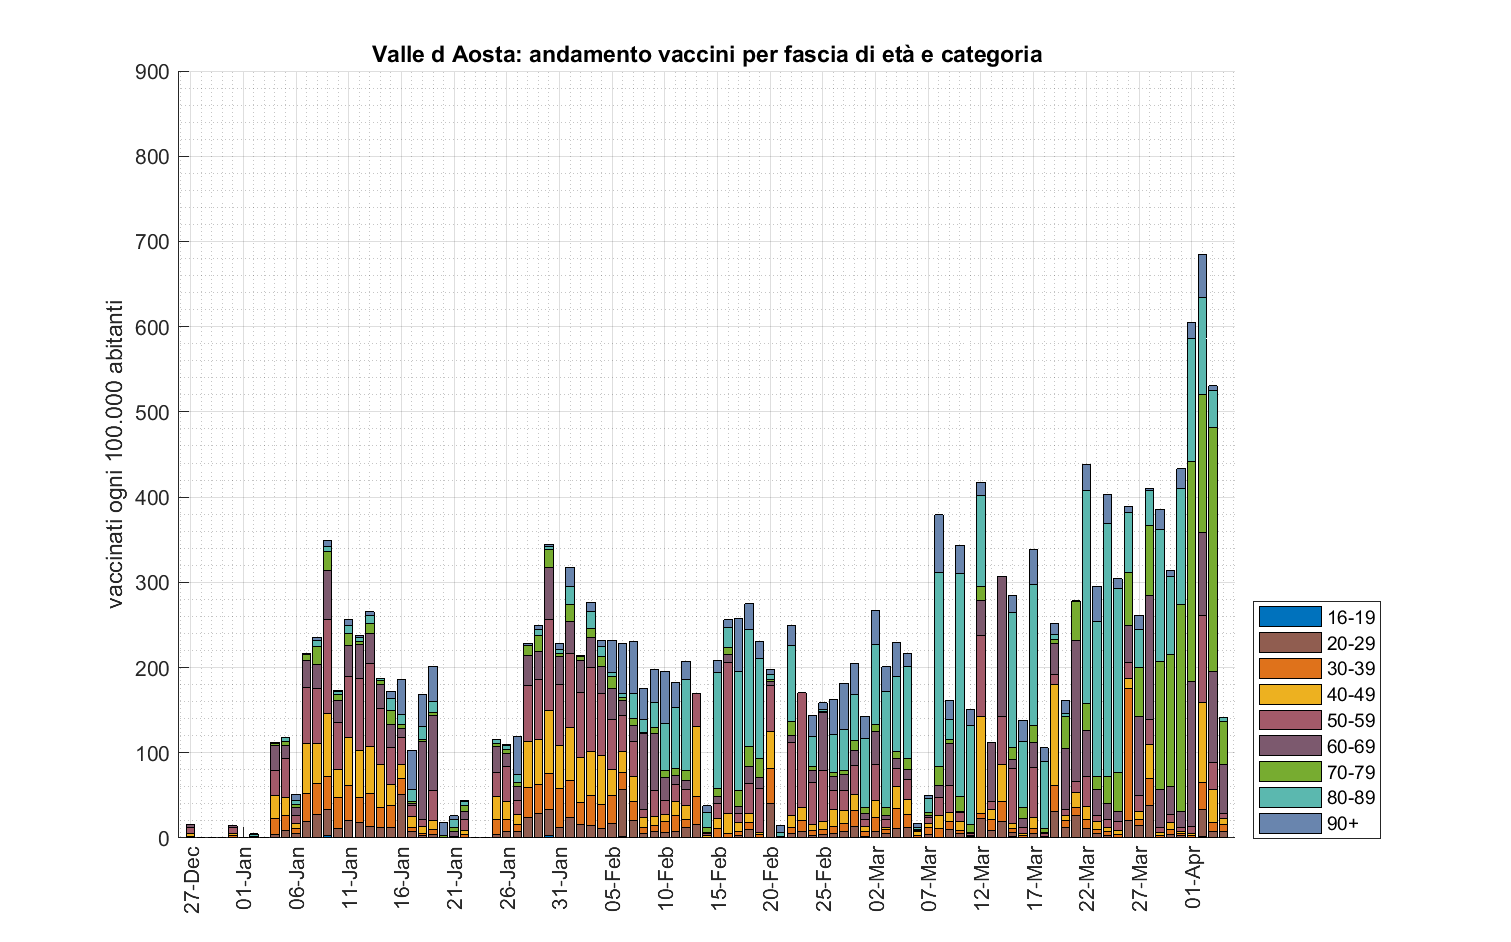 Valle d Aosta: andamento vaccini per fascia di età e categoria
vaccinati ogni 100.000 abitanti
900
800
700
600
500
400
300
200
100
0
27-Dec
01-Jan
06-Jan
11-Jan
16-Jan
21-Jan
26-Jan
31-Jan
05-Feb
10-Feb
15-Feb
20-Feb
25-Feb
02-Mar
07-Mar
12-Mar
17-Mar
22-Mar
27-Mar
01-Apr
16-19
20-29
30-39
40-49
50-59
60-69
70-79
80-89
90+